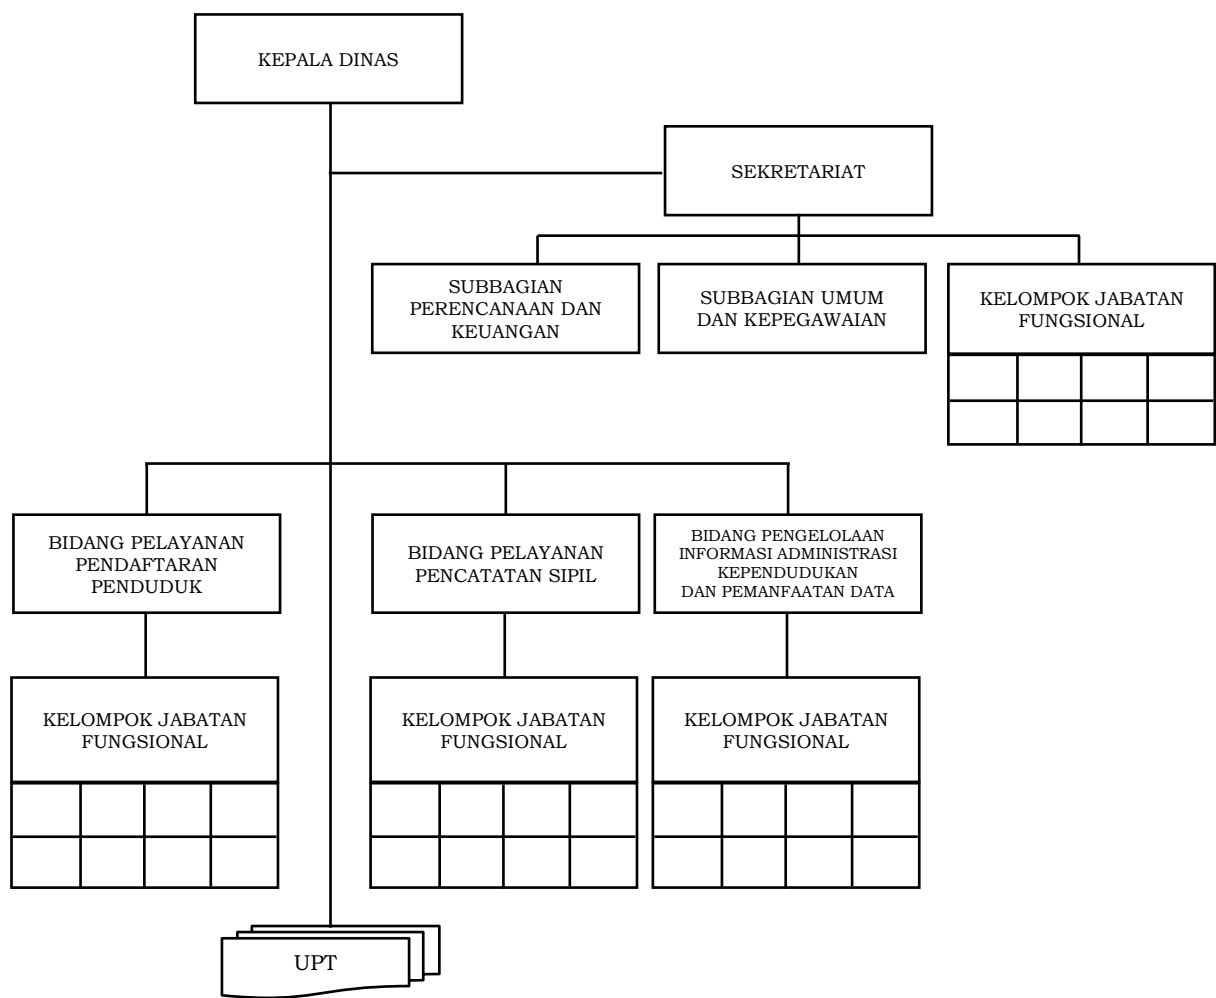 KEPALA DINAS
SEKRETARIAT
SUBBAGIAN
PERENCANAAN DAN
KEUANGAN
SUBBAGIAN UMUM
DAN KEPEGAWAIAN
KELOMPOK JABATAN
FUNGSIONAL
BIDANG PELAYANAN
PENDAFTARAN
PENDUDUK
BIDANG PELAYANAN
PENCATATAN SIPIL
BIDANG PENGELOLAAN
INFORMASI ADMINISTRASI
KEPENDUDUKAN
DAN PEMANFAATAN DATA
KELOMPOK JABATAN
FUNGSIONAL
KELOMPOK JABATAN
FUNGSIONAL
KELOMPOK JABATAN
FUNGSIONAL
UPT